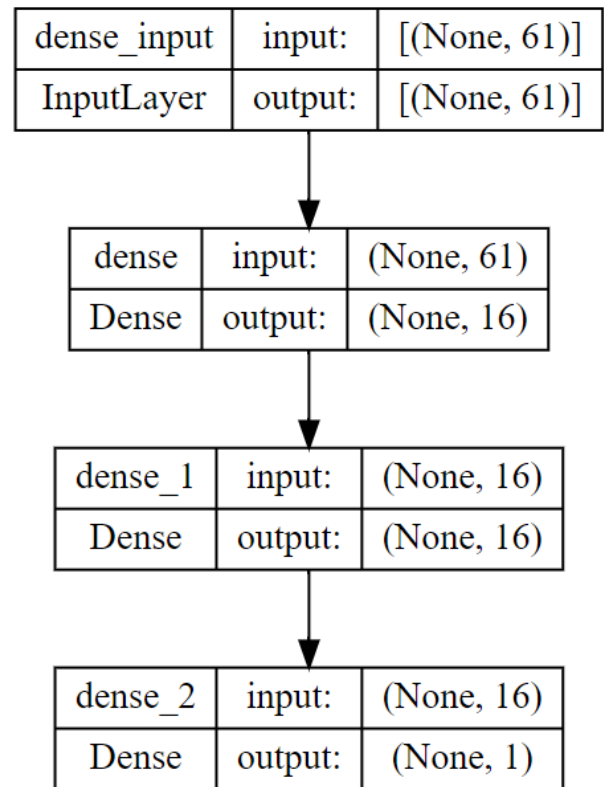 dense_input input: [(None, 61)]
InputLayer output: [(None, 61)]
dense input: (None, 61)
Dense output: (None, 16)
dense_1 input: (None, 16)
Dense output: (None, 16)
dense_2 input: (None, 16)
Dense output: (None, 1)